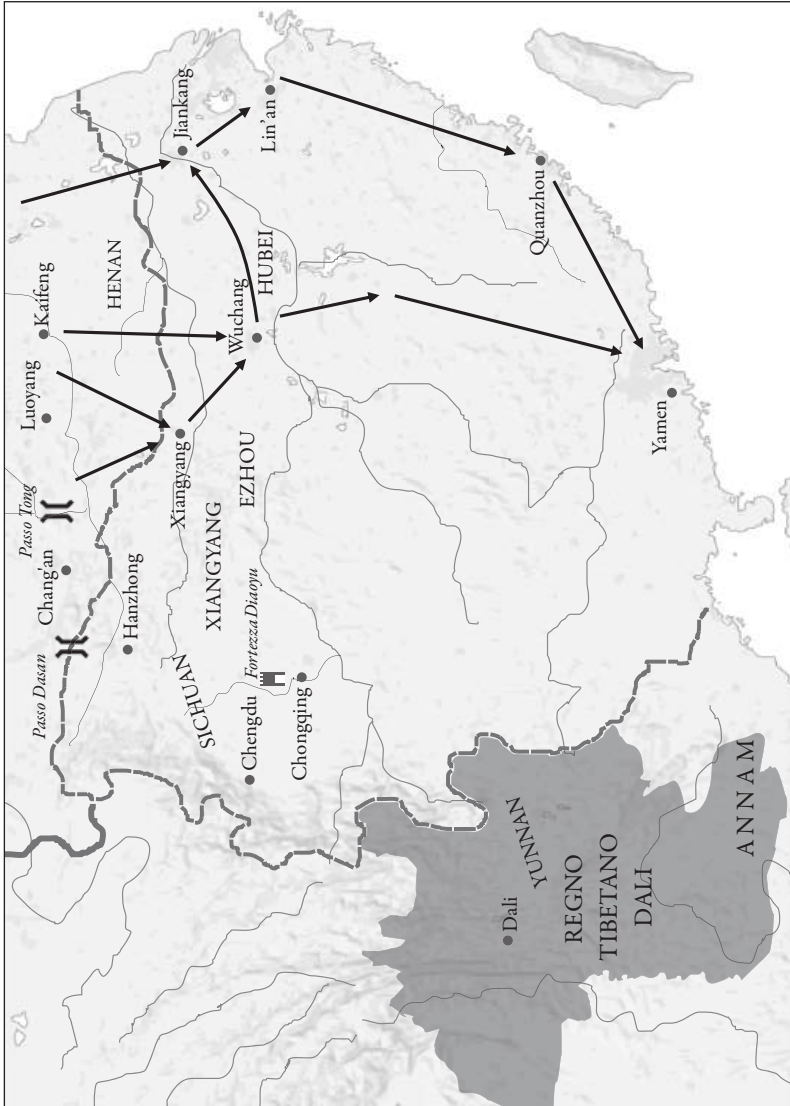 Passo Dasan
Chang'an
Passo Tong
Luoyang
Kaifeng
Hanzhong
HENAN
SICHUAN
XIANGYANG
Xiangyang
Jiankang
Chengdu
Fortezza Diaoyu
EZHOU
Wuchang
HUBEI
Lin'an
Chongqing
Dali
YUNNAN
REGNO
TIBETANO
DALI
Quanzhou
Yamen
ANNAM